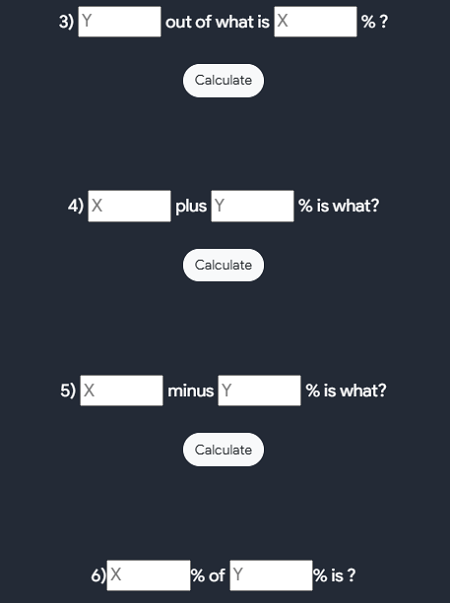 3) Y out of what is X % ?
Calculate
4) X plus Y % is what?
Calculate
5) X minus Y % is what?
Calculate
6) X % of Y % is ?